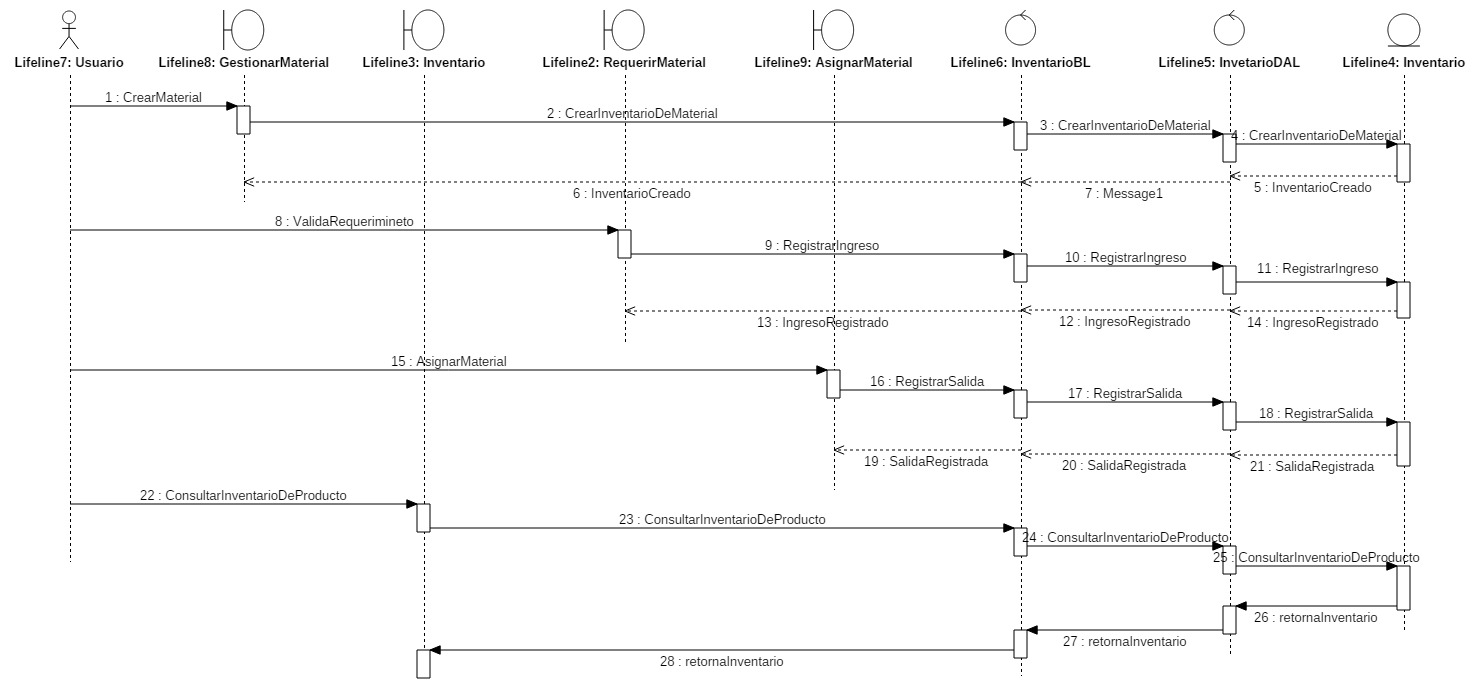 Lifeline7: Usuario
Lifeline8: GestionarMaterial
Lifeline3: Inventario
Lifeline2: RequerirMaterial
Lifeline9: AsignarMaterial
Lifeline6: InventarioBL
Lifeline5: InvetarioDAL
Lifeline4: Inventario
1 : CrearMaterial
2 : CrearInventarioDeMaterial
3 : CrearInventarioDeMaterial
4 : CrearInventarioDeMaterial
5 : InventarioCreado
6 : InventarioCreado
7 : Message1
8 : ValidaRequerimineto
9 : RegistrarIngreso
10 : RegistrarIngreso
11 : RegistrarIngreso
13 : IngresoRegistrado
12 : IngresoRegistrado
14 : IngresoRegistrado
15 : AsignarMaterial
16 : RegistrarSalida
17 : RegistrarSalida
18 : RegistrarSalida
19 : SalidaRegistrada
20 : SalidaRegistrada
21 : SalidaRegistrada
22 : ConsultarInventarioDeProducto
23 : ConsultarInventarioDeProducto
24 : ConsultarInventarioDeProducto
25 : ConsultarInventarioDeProducto
26 : retornaInventario
27 : retornaInventario
28 : retornaInventario